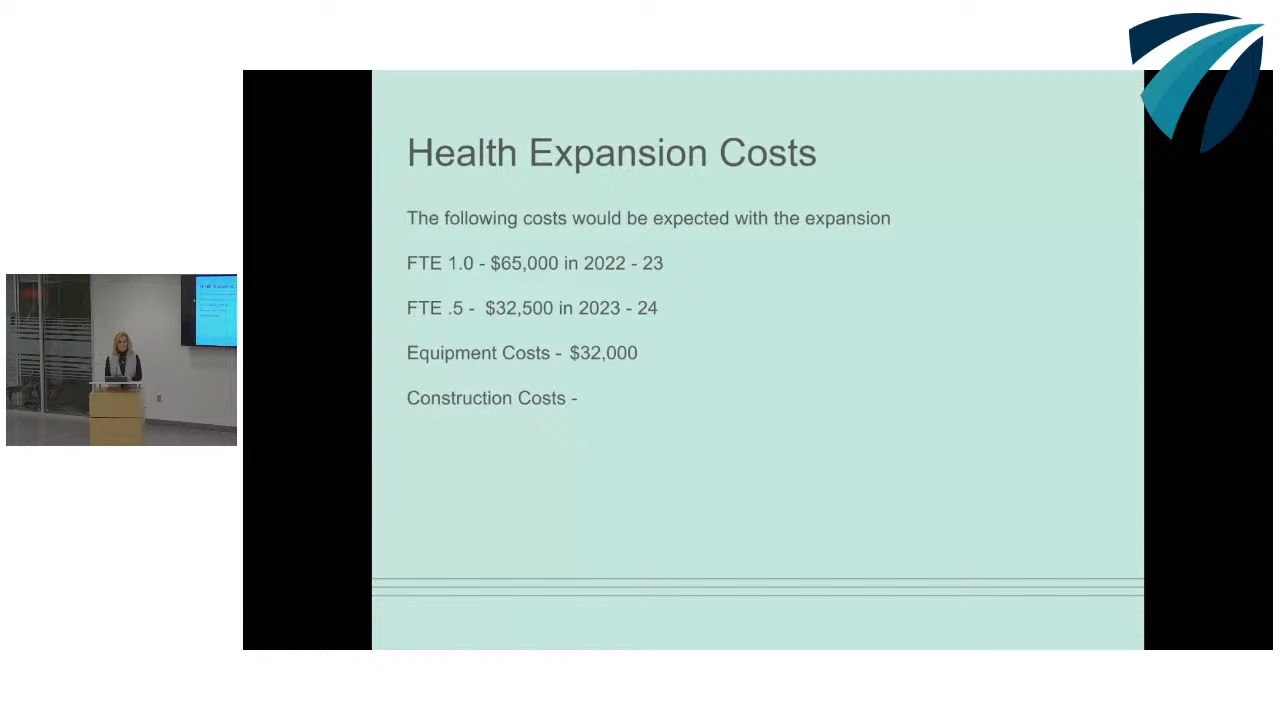 Health Expansion Costs
The following costs would be expected with the expansion
FTE 1.0 - $65,000 in 2022 - 23
FTE .5 -  $32,500 in 2023 - 24
Equipment Costs - $32,000
Construction Costs -